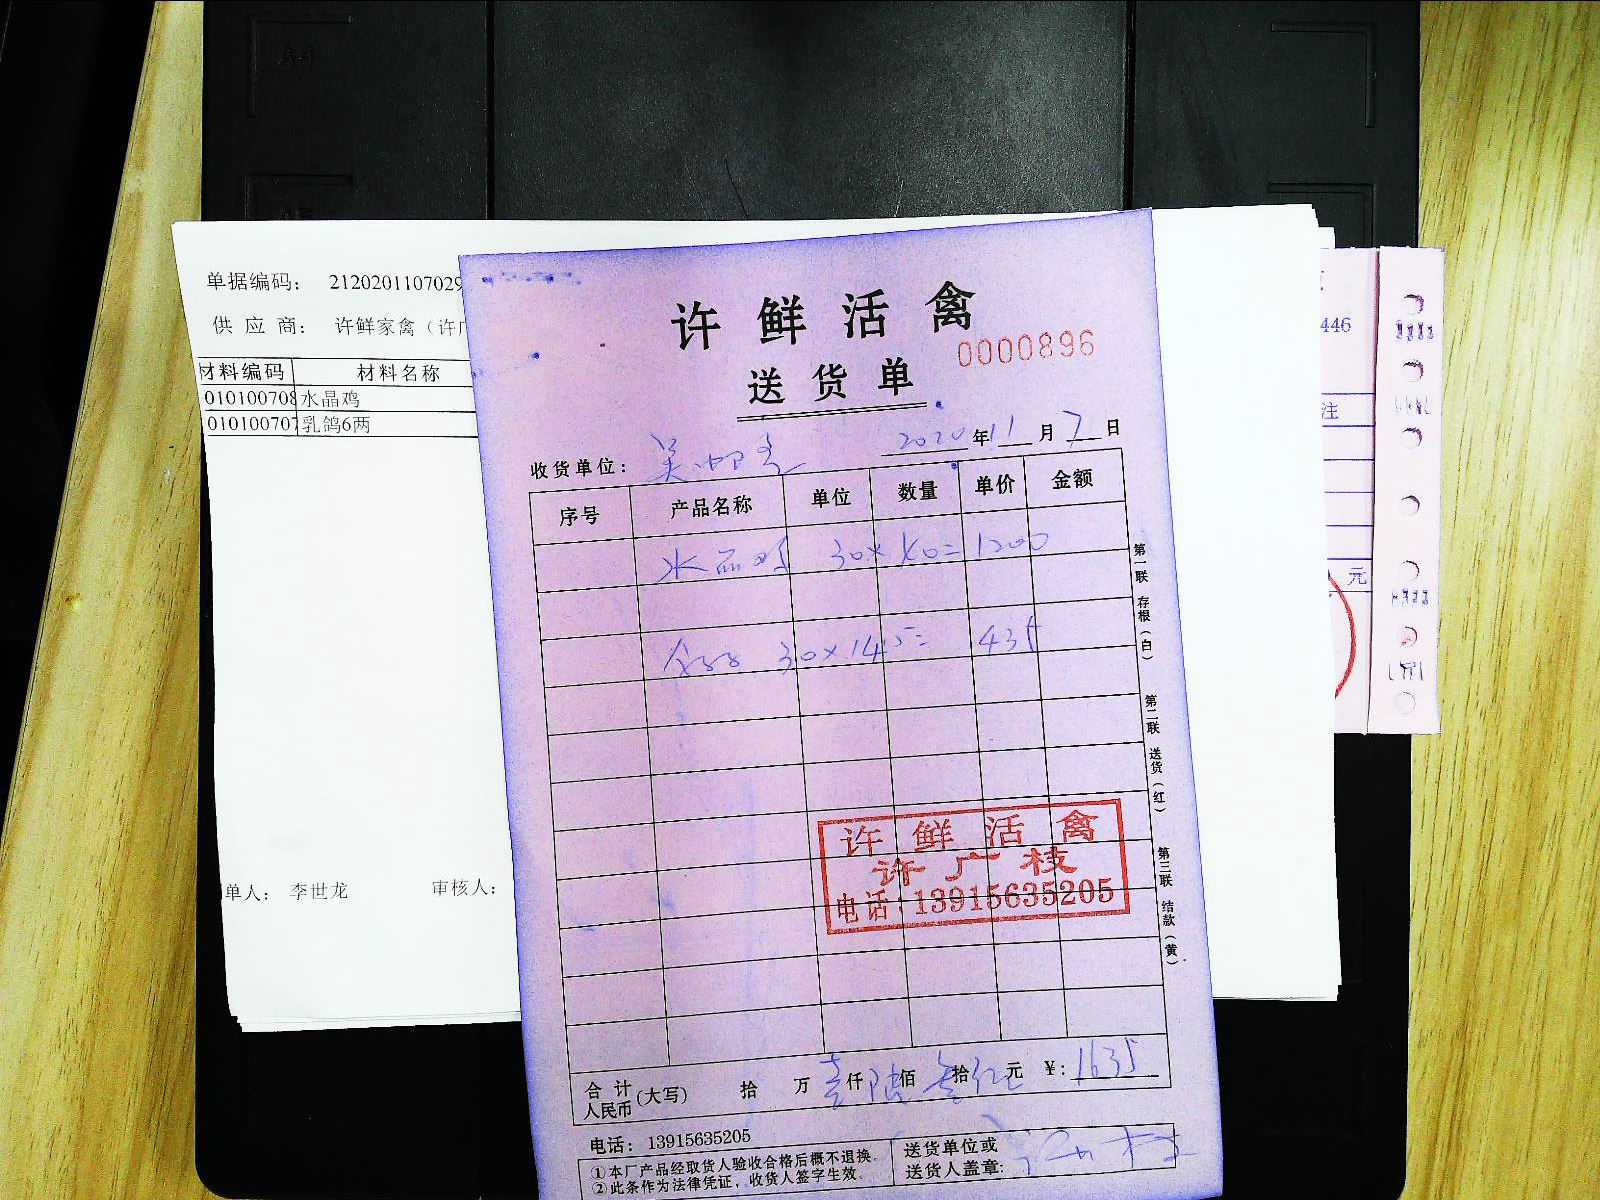 单据编码： 2120201107029
供 应 商： 许鲜家禽（许广
材料编码 材料名称
010100708 水晶鸡
010100707 乳鸽6两
单人： 李世龙 审核人：
许鲜活禽
0000896
送货单
2020年11月7日
收货单位：
序号 产品名称 单位 数量 单价 金额
水晶鸡 30×40=1200
30×14.5= 435
第一联 存根（白）
第二联 送货（红）
第三联 结款（黄）
许鲜活禽
许广枝
电话：13915635205
合计人民币(大写) 拾 万 壹仟陆佰叁拾伍元 ¥：1635
电话：13915635205
①本厂产品经取货人验收合格后概不退换。
②此条作为法律凭证，收货人签字生效。
送货单位或
送货人盖章：
446
注
元